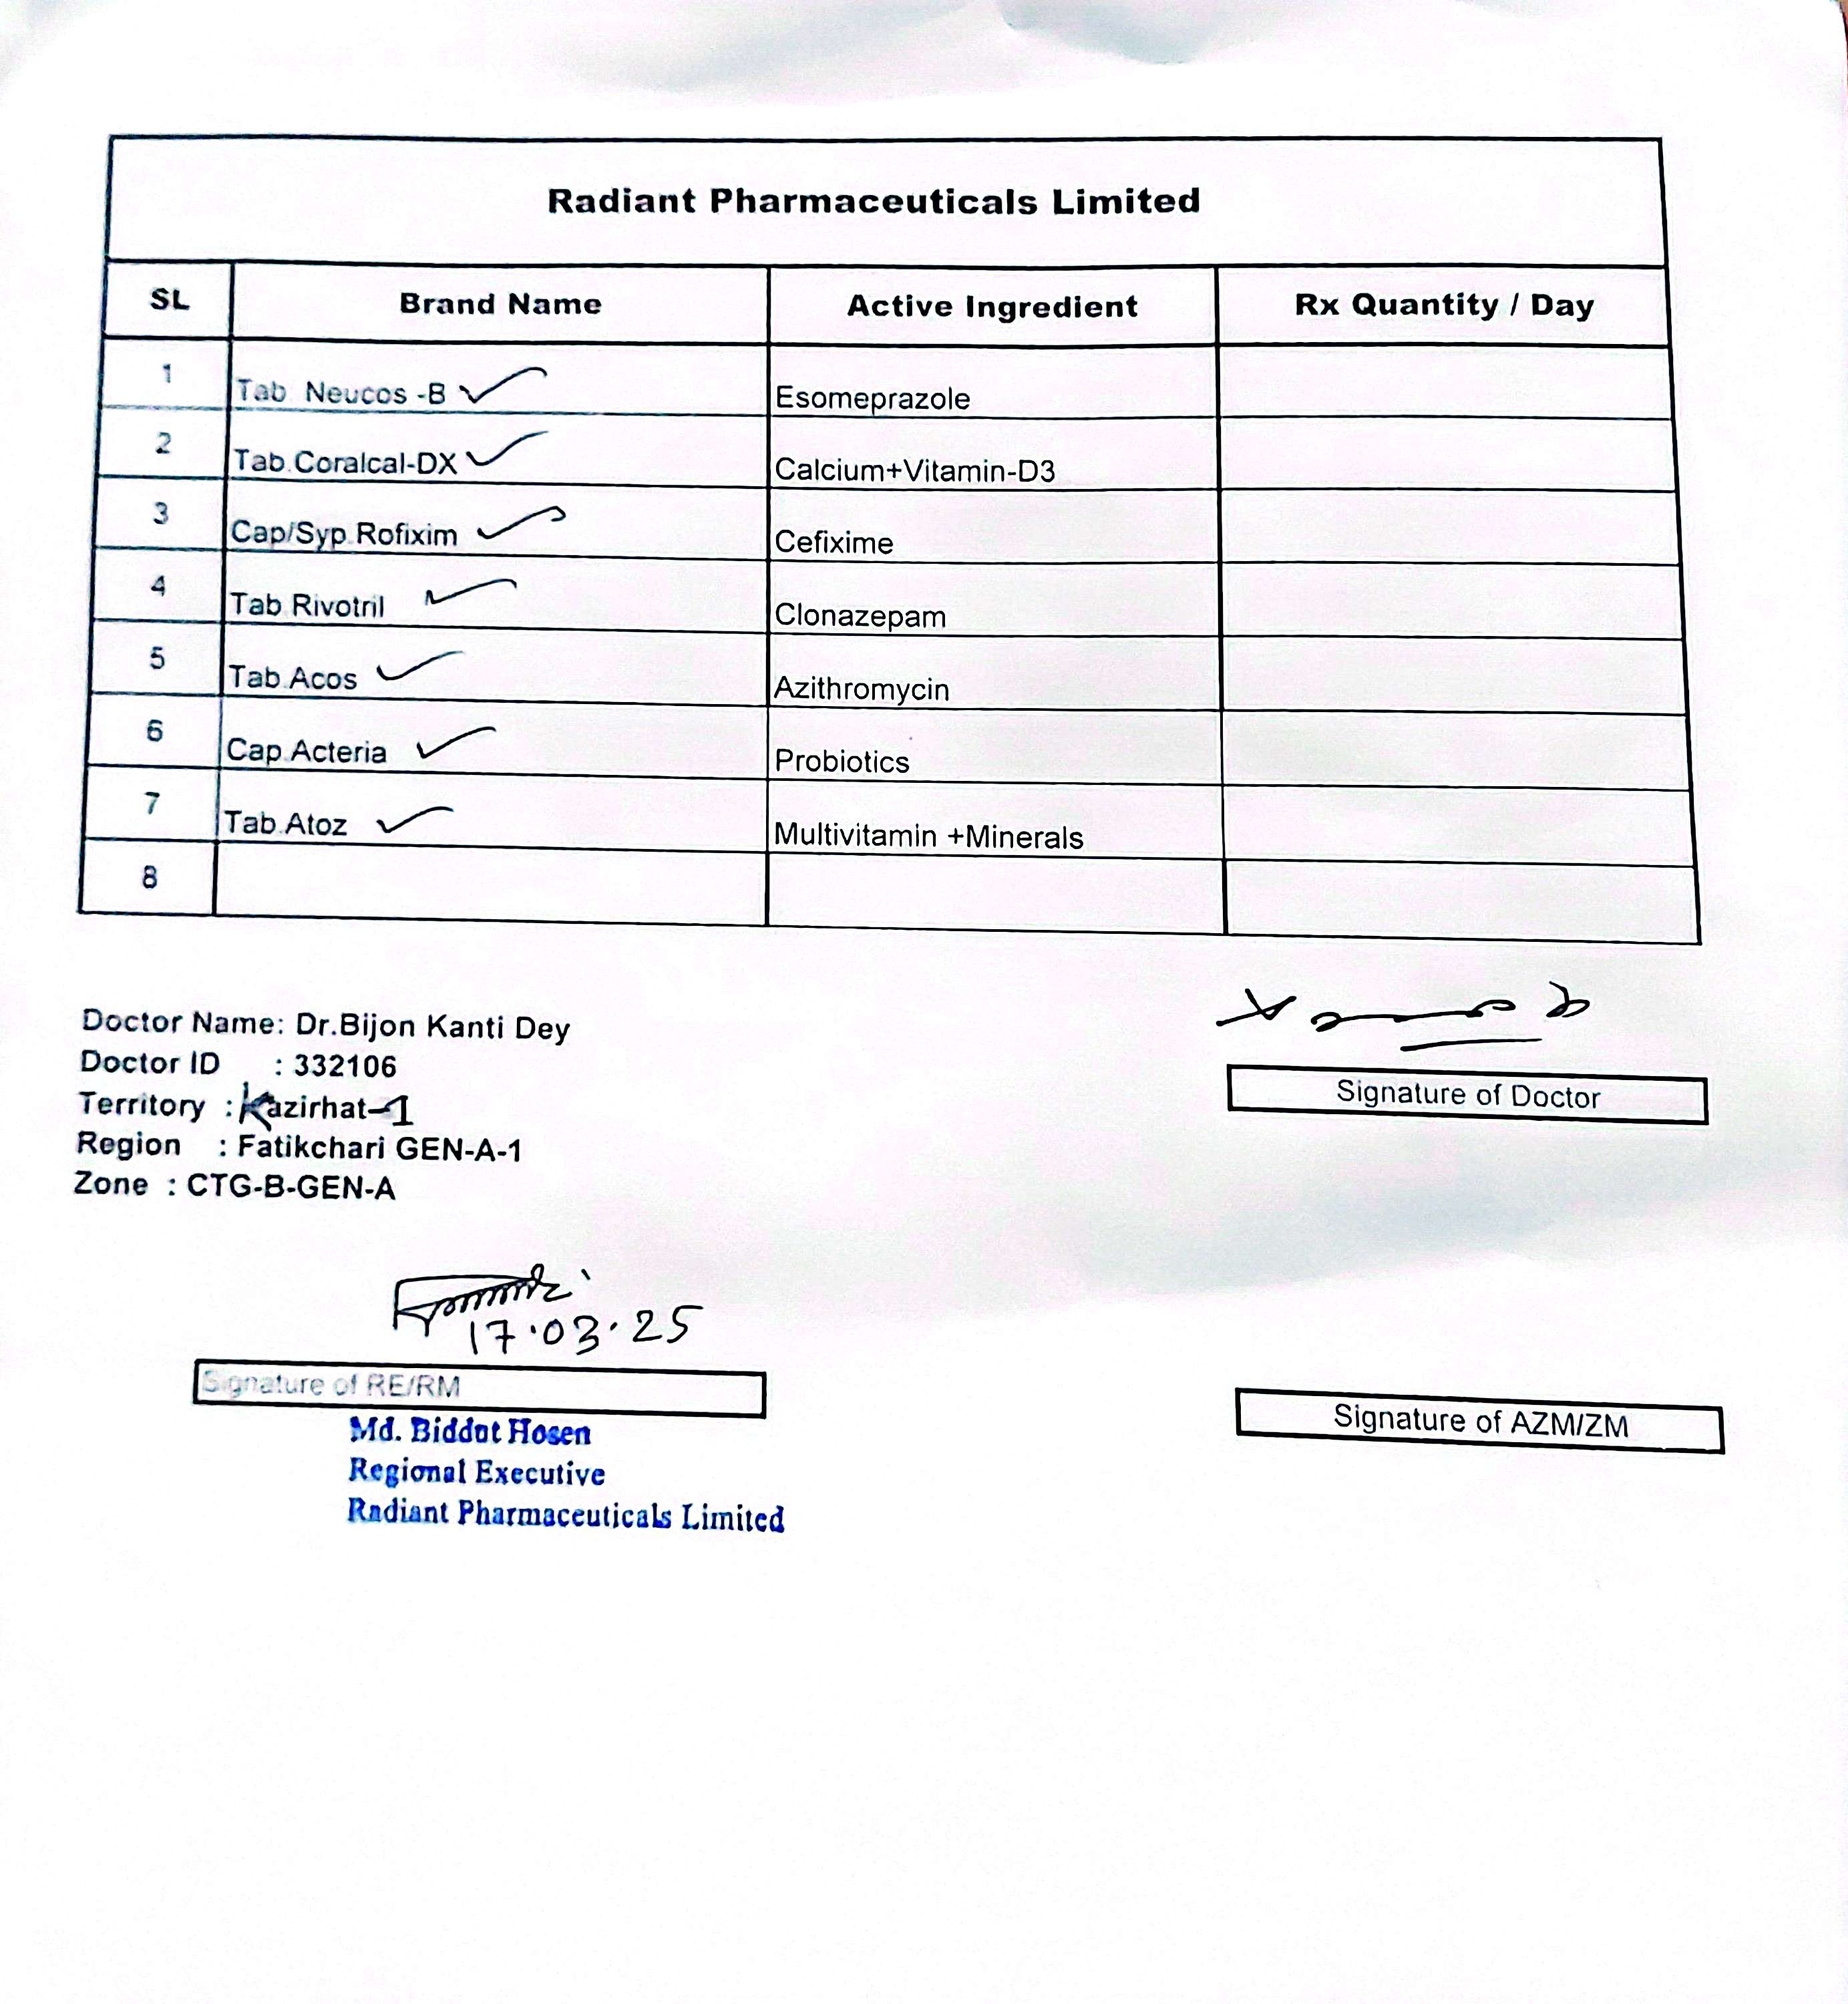 Radiant Pharmaceuticals Limited
SL Brand Name Active Ingredient Rx Quantity / Day
1 Tab Neucos -B Esomeprazole
2 Tab.Coralcal-DX Calcium+Vitamin-D3
3 Cap/Syp.Rofixim Cefixime
4 Tab.Rivotril Clonazepam
5 Tab.Acos Azithromycin
6 Cap.Acteria Probiotics
7 Tab.Atoz Multivitamin +Minerals
8
Doctor Name: Dr.Bijon Kanti Dey
Doctor ID : 332106
Territory : Kazirhat-1
Region : Fatikchari GEN-A-1
Zone : CTG-B-GEN-A
Signature of Doctor
17.03.25
Signature of RE/RM
Md. Biddut Hosen
Regional Executive
Radiant Pharmaceuticals Limited
Signature of AZM/ZM